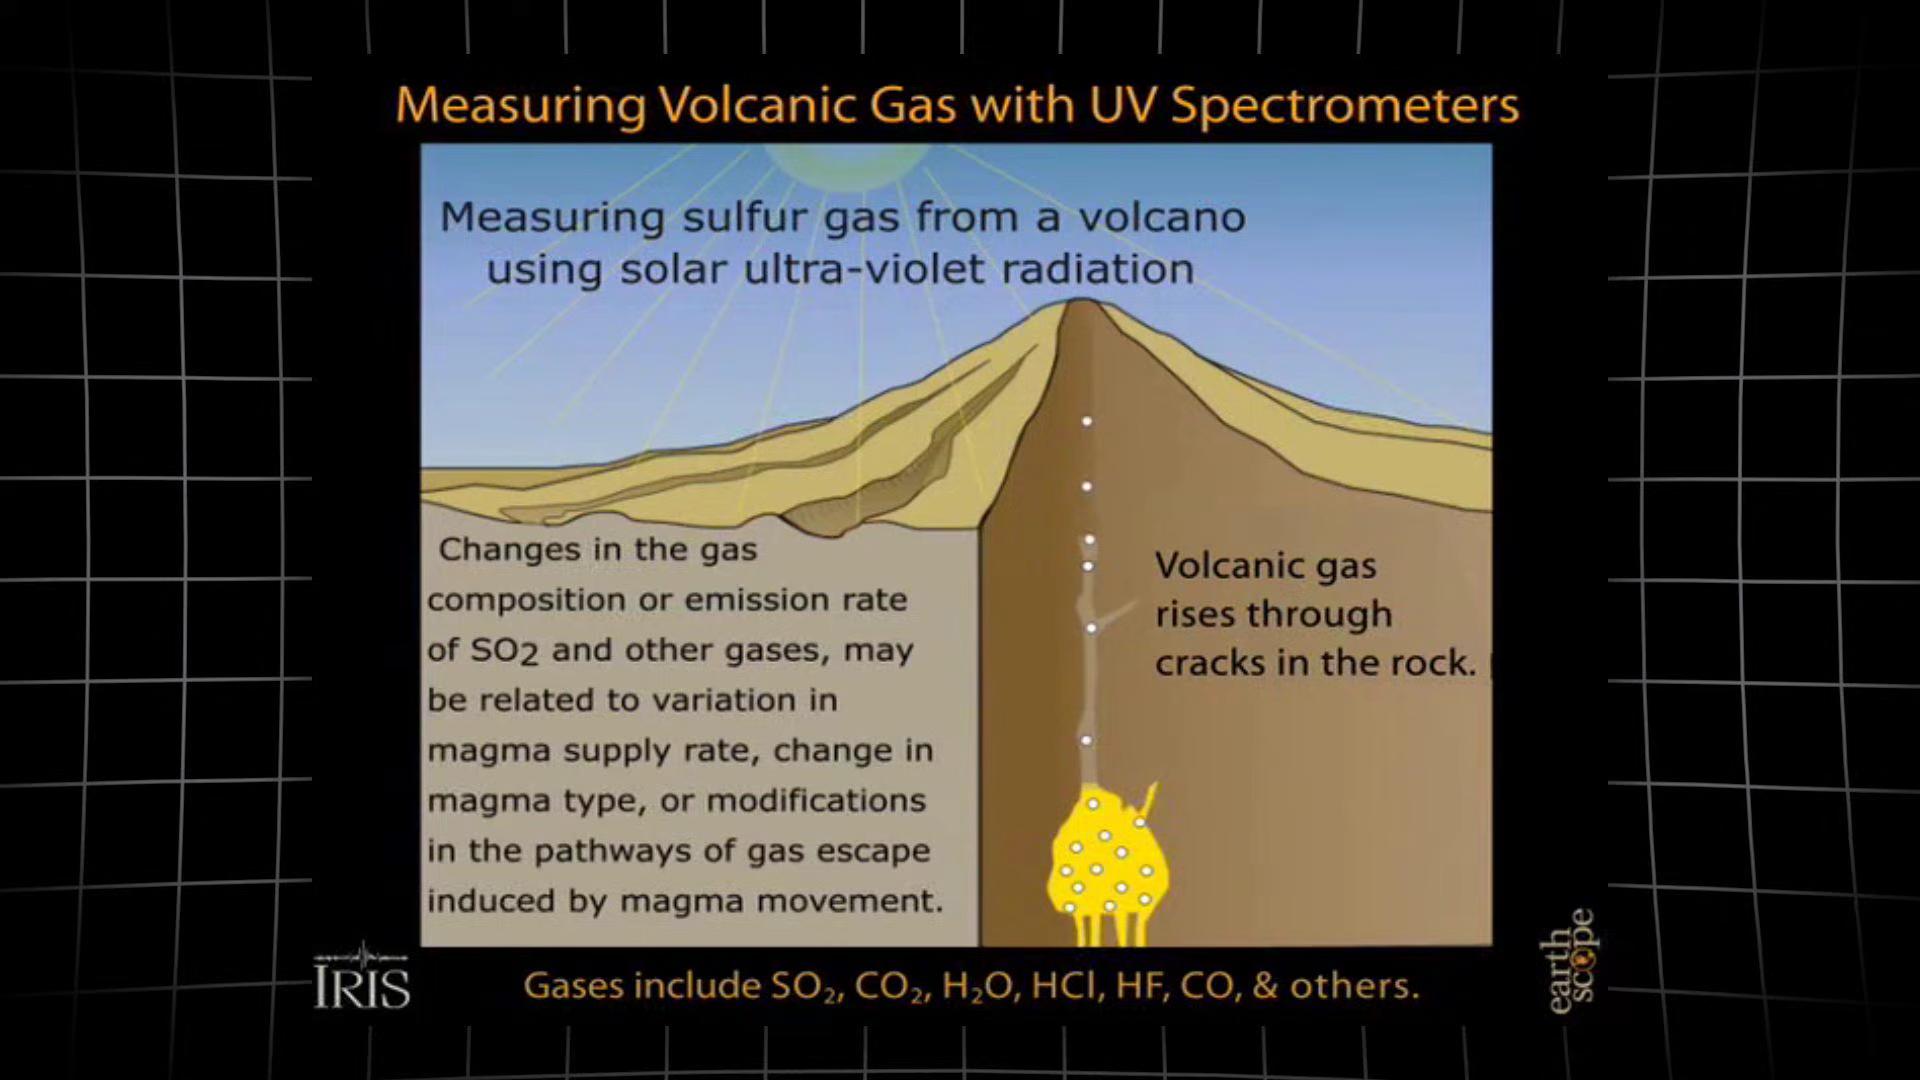 Measuring Volcanic Gas with UV Spectrometers
Measuring sulfur gas from a volcano
using solar ultra-violet radiation
Changes in the gas
composition or emission rate
of SO2 and other gases, may
be related to variation in
magma supply rate, change in
magma type, or modifications
in the pathways of gas escape
induced by magma movement.
Volcanic gas
rises through
cracks in the rock.
IRIS
Gases include SO₂, CO₂, H₂O, HCl, HF, CO, & others.
earth
scope